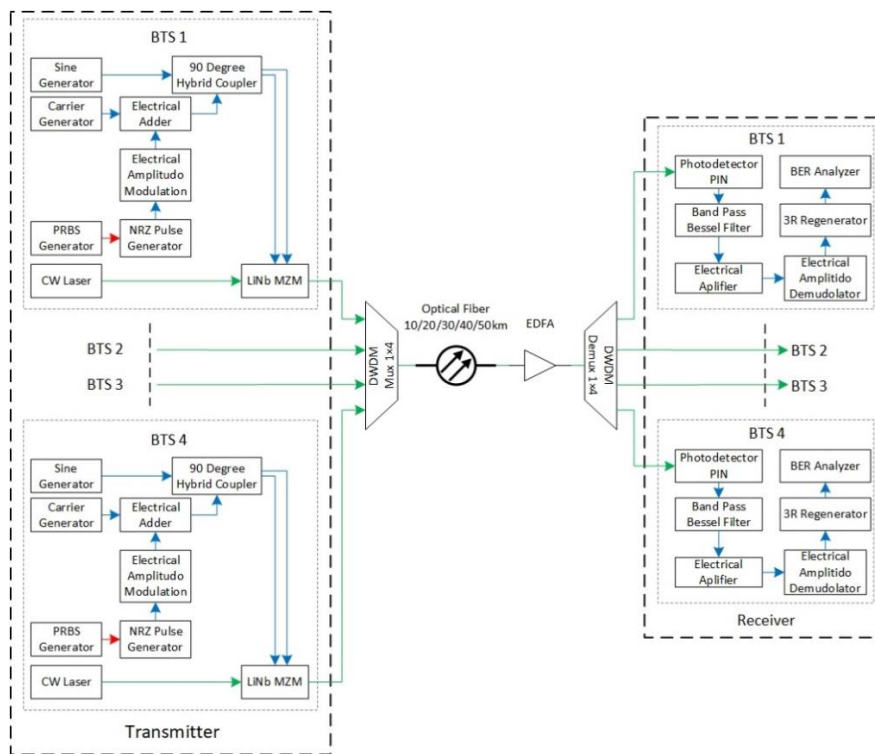 BTS 1
Sine
Generator
90 Degree
Hybrid Coupler
Carrier
Generator
Electrical
Adder
Electrical
Amplitudo
Modulation
PRBS
Generator
NRZ Pulse
Generator
CW Laser
LiNb MZM
BTS 2
BTS 3
BTS 4
Sine
Generator
90 Degree
Hybrid Coupler
Carrier
Generator
Electrical
Adder
Electrical
Amplitudo
Modulation
PRBS
Generator
NRZ Pulse
Generator
CW Laser
LiNb MZM
Transmitter
DWDM
Mux 1×4
Optical Fiber
10/20/30/40/50km
EDFA
DWDM
Demux 1×4
BTS 1
Photodetector
PIN
BER Analyzer
Band Pass
Bessel Filter
3R Regenerator
Electrical
Aplifier
Electrical
Amplitido
Demudolator
BTS 2
BTS 3
BTS 4
Photodetector
PIN
BER Analyzer
Band Pass
Bessel Filter
3R Regenerator
Electrical
Aplifier
Electrical
Amplitido
Demudolator
Receiver